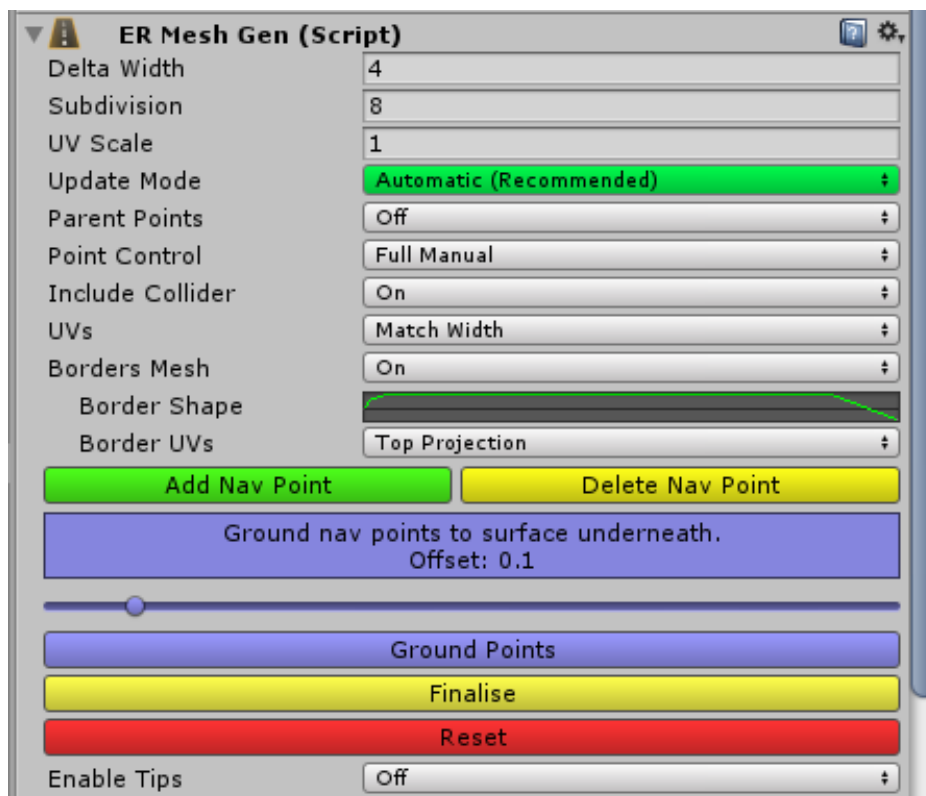 ER Mesh Gen (Script)
Delta Width 4
Subdivision 8
UV Scale 1
Update Mode Automatic (Recommended)
Parent Points Off
Point Control Full Manual
Include Collider On
UVs Match Width
Borders Mesh On
Border Shape
Border UVs Top Projection
Add Nav Point Delete Nav Point
Ground nav points to surface underneath.
Offset: 0.1
Ground Points
Finalise
Reset
Enable Tips Off